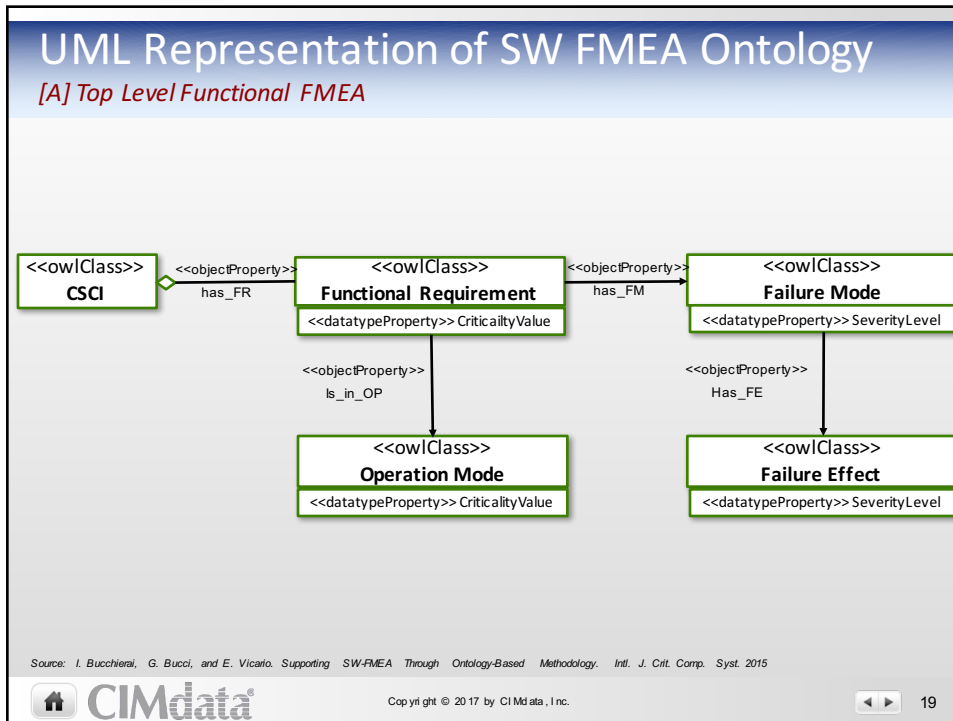 UML Representation of SW FMEA Ontology
[A] Top Level Functional FMEA
<<owlClass>>
CSCI
<<objectProperty>>
has_FR
<<owlClass>>
Functional Requirement
<<datatypeProperty>> CriticailtyValue
<<objectProperty>>
has_FM
<<owlClass>>
Failure Mode
<<datatypeProperty>> SeverityLevel
<<objectProperty>>
Is_in_OP
<<objectProperty>>
Has_FE
<<owlClass>>
Operation Mode
<<datatypeProperty>> CriticalityValue
<<owlClass>>
Failure Effect
<<datatypeProperty>> SeverityLevel
Source: I. Bucchierai, G. Bucci, and E. Vicario. Supporting SW-FMEA Through Ontology-Based Methodology. Intl. J. Crit. Comp. Syst. 2015
CIMdata®
Copyright © 2017 by CIMdata, Inc.
19